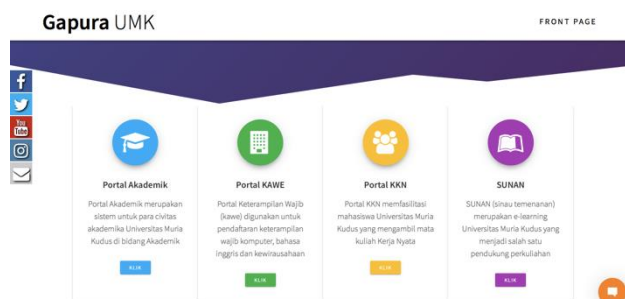 Gapura UMK
FRONT PAGE
You
Tube
Portal Akademik
Portal Akademik merupakan
sistem untuk para civitas
akademika Universitas Muria
Kudus di bidang Akademik
KLIK
Portal KAWE
Portal Keterampilan Wajib
(kawe) digunakan untuk
pendaftaran keterampilan
wajib komputer, bahasa
inggris dan kewirausahaan
KLIK
Portal KKN
Portal KKN memfasilitasi
mahasiswa Universitas Muria
Kudus yang mengambil mata
kuliah Kerja Nyata
KLIK
SUNAN
SUNAN (sinau temenanan)
merupakan e-learning
Universitas Muria Kudus yang
menjadi salah satu
pendukung perkuliahan
KLIK